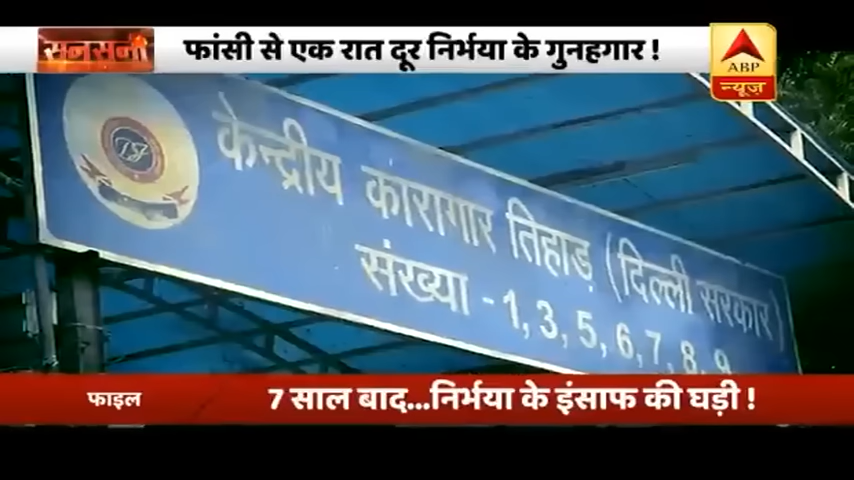 सनसनी
फांसी से एक रात दूर निर्भया के गुनहगार !
ABP
न्यूज़
केन्द्रीय कारागार तिहाड़ (दिल्ली सरकार)
संख्या - 1, 3, 5, 6, 7, 8, 9
फाइल
7 साल बाद...निर्भया के इंसाफ की घड़ी !